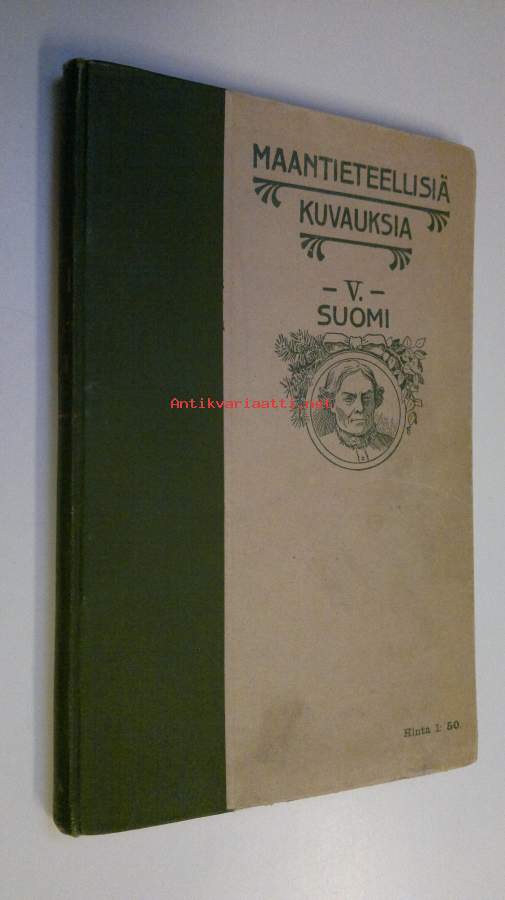 MAANTIETEELLISIÄ
KUVAUKSIA
- V. -
SUOMI
Antikvariaatti.net
Hinta 1: 50.